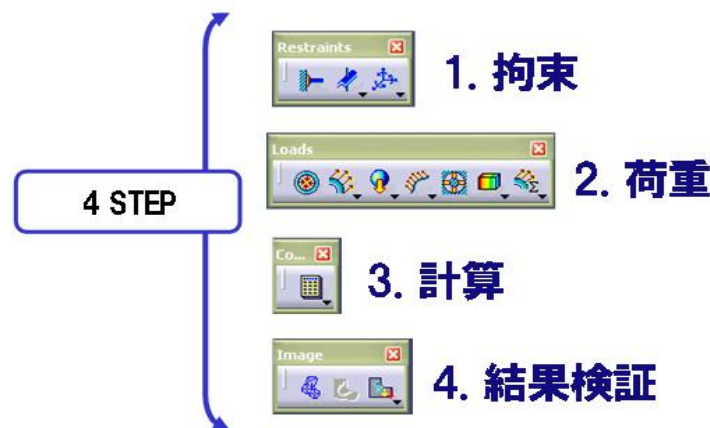 Restraints
1. 拘束
Loads
2. 荷重
4 STEP
Co...
3. 計算
Image
4. 結果検証